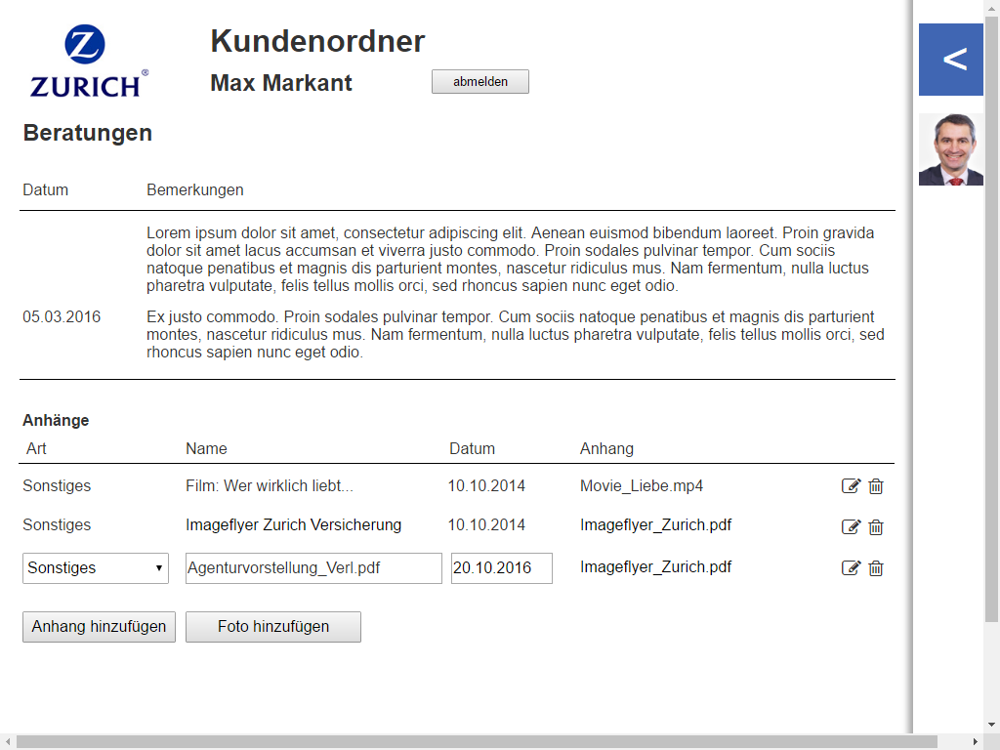 Z
ZURICH®
Kundenordner
Max Markant
abmelden
<
Beratungen
Datum Bemerkungen
Lorem ipsum dolor sit amet, consectetur adipiscing elit. Aenean euismod bibendum laoreet. Proin gravida
dolor sit amet lacus accumsan et viverra justo commodo. Proin sodales pulvinar tempor. Cum sociis
natoque penatibus et magnis dis parturient montes, nascetur ridiculus mus. Nam fermentum, nulla luctus
pharetra vulputate, felis tellus mollis orci, sed rhoncus sapien nunc eget odio.
05.03.2016 Ex justo commodo. Proin sodales pulvinar tempor. Cum sociis natoque penatibus et magnis dis parturient
montes, nascetur ridiculus mus. Nam fermentum, nulla luctus pharetra vulputate, felis tellus mollis orci, sed
rhoncus sapien nunc eget odio.
Anhänge
Art Name Datum Anhang
Sonstiges Film: Wer wirklich liebt... 10.10.2014 Movie_Liebe.mp4
Sonstiges Imageflyer Zurich Versicherung 10.10.2014 Imageflyer_Zurich.pdf
Sonstiges Agenturvorstellung_Verl.pdf 20.10.2016 Imageflyer_Zurich.pdf
Anhang hinzufügen Foto hinzufügen